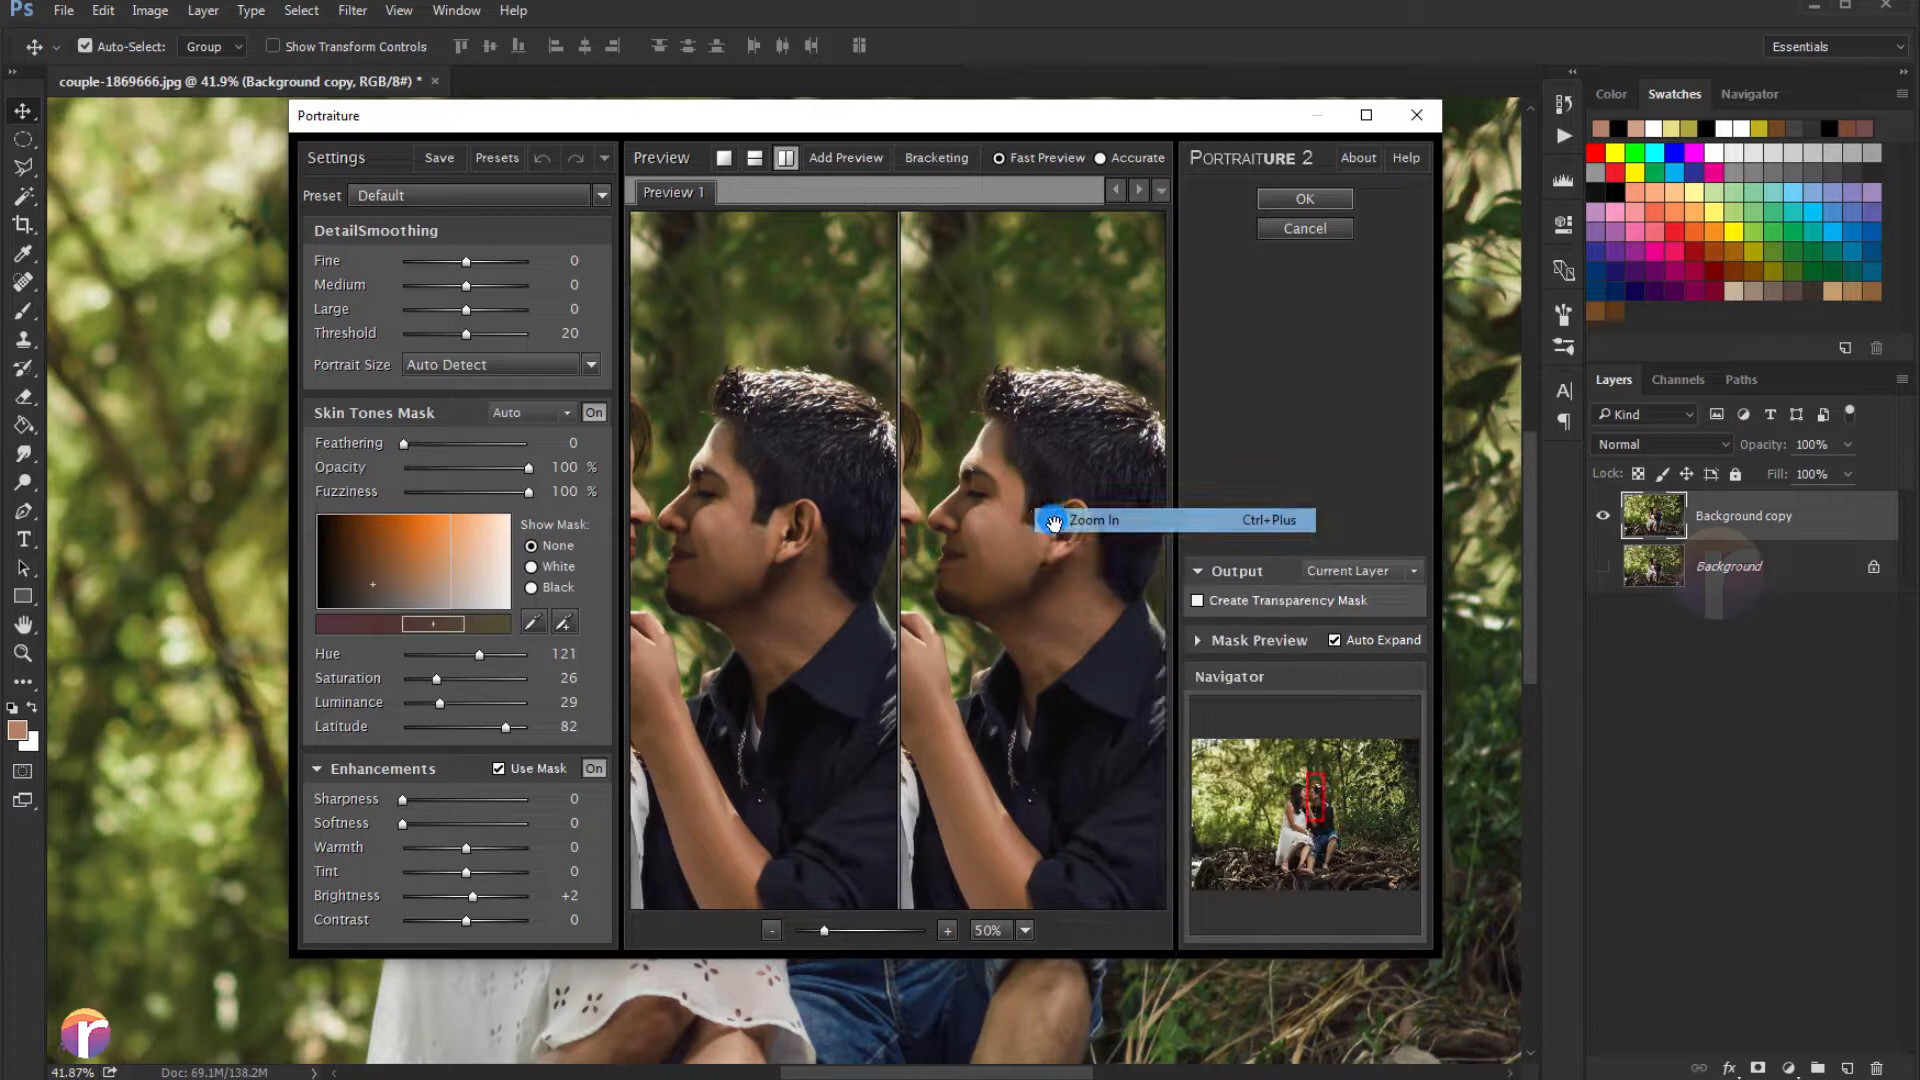 Ps File Edit Image Layer Type Select Filter View Window Help
Auto-Select: Group Show Transform Controls Essentials
couple-1869666.jpg @ 41.9% (Background copy, RGB/8#) * ×
Portraiture
Settings Save Presets
Preset Default
DetailSmoothing
Fine 0
Medium 0
Large 0
Threshold 20
Portrait Size Auto Detect
Skin Tones Mask Auto On
Feathering 0
Opacity 100 %
Fuzziness 100 %
Show Mask:
None
White
Black
Hue 121
Saturation 26
Luminance 29
Latitude 82
Enhancements Use Mask On
Sharpness 0
Softness 0
Warmth 0
Tint 0
Brightness +2
Contrast 0
Preview Add Preview Bracketing Fast Preview Accurate
Preview 1
Zoom In Ctrl+Plus
- + 50%
PORTRAITURE 2 About Help
OK
Cancel
Output Current Layer
Create Transparency Mask
Mask Preview Auto Expand
Navigator
Color Swatches Navigator
Layers Channels Paths
Kind
Normal Opacity: 100%
Lock: Fill: 100%
Background copy
Background
r
41.87% Doc: 69.1M/138.2M
fx